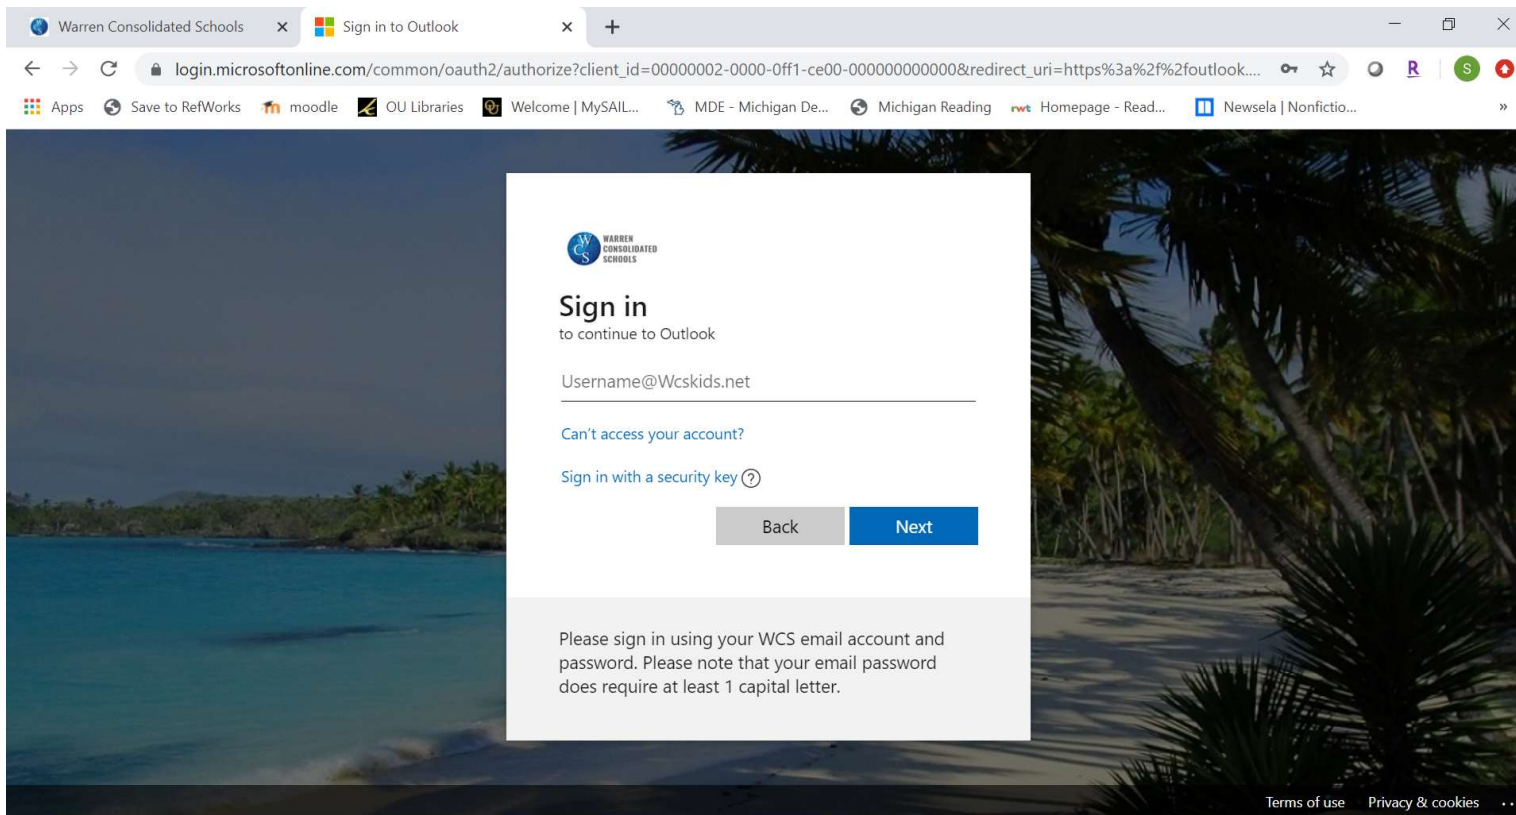 Warren Consolidated Schools
Sign in to Outlook
login.microsoftonline.com/common/oauth2/authorize?client_id=00000002-0000-0ff1-ce00-000000000000&redirect_uri=https%3a%2f%2foutlook....
R
S
Apps
Save to RefWorks
moodle
OU Libraries
Welcome | MySAIL...
MDE - Michigan De...
Michigan Reading
rwt Homepage - Read...
Newsela | Nonfictio...
»
WCS
WARREN
CONSOLIDATED
SCHOOLS
Sign in
to continue to Outlook
Username@Wcskids.net
Can't access your account?
Sign in with a security key ?
Back
Next
Please sign in using your WCS email account and
password. Please note that your email password
does require at least 1 capital letter.
Terms of use
Privacy & cookies